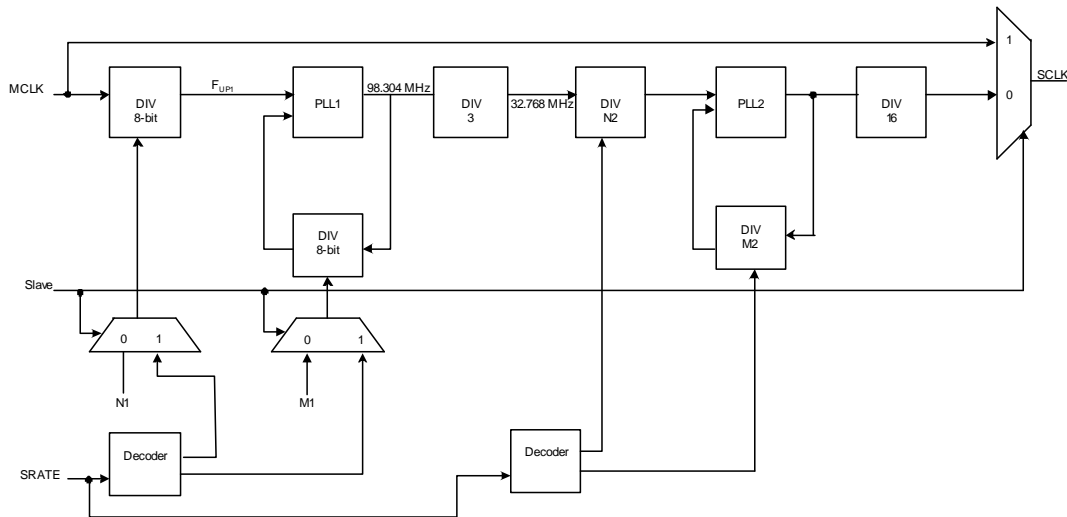 1
MCLK
DIV
8-bit
FUP1
PLL1
98.304 MHz
DIV
3
32.768 MHz
DIV
N2
PLL2
DIV
16
0
SCLK
DIV
8-bit
DIV
M2
Slave
0 1
0 1
N1
M1
Decoder
Decoder
SRATE